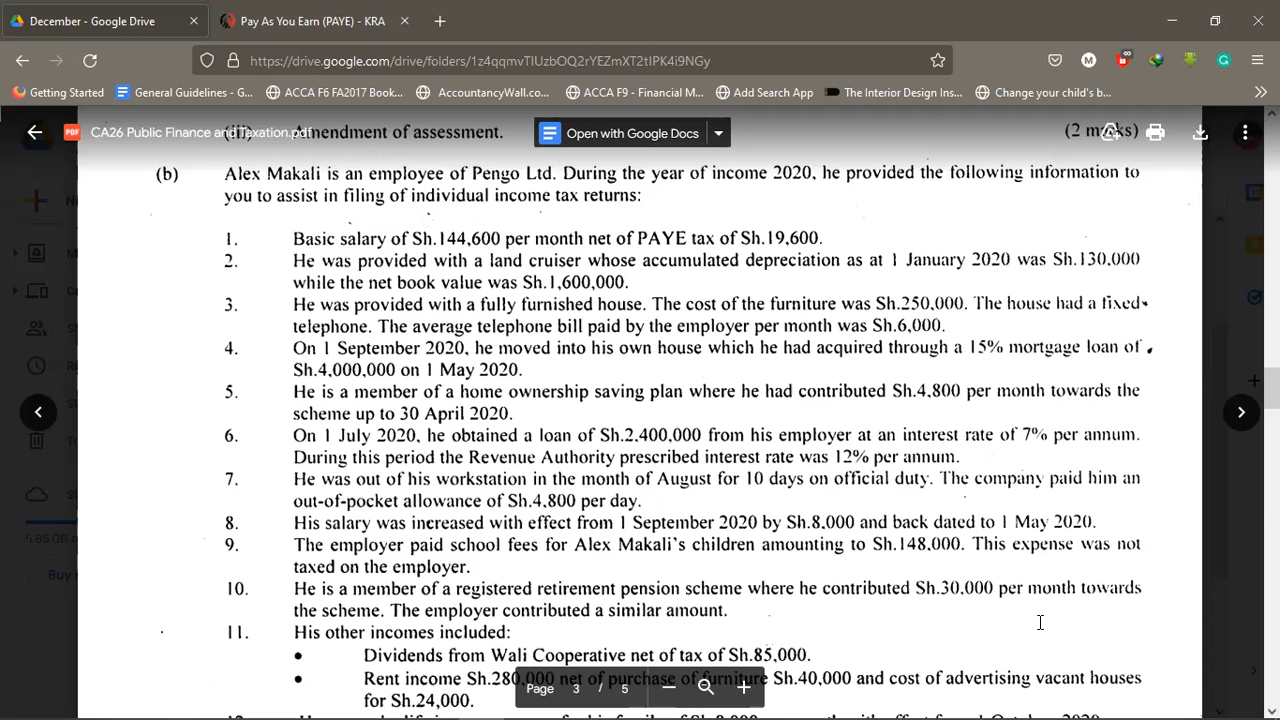 December - Google Drive
Pay As You Earn (PAYE) - KRA
https://drive.google.com/drive/folders/1z4qqmvTlUzbOQ2rYEZmXT2tIPK4i9NGy
Getting Started
General Guidelines - G...
ACCA F6 FA2017 Book...
AccountancyWall.co...
ACCA F9 - Financial M...
Add Search App
The Interior Design Ins...
Change your child's b...
CA26 Public Finance and Taxation.pdf
Open with Google Docs
(iii) Amendment of assessment. (2 marks)
(b) Alex Makali is an employee of Pengo Ltd. During the year of income 2020, he provided the following information to
you to assist in filing of individual income tax returns:
1. Basic salary of Sh.144,600 per month net of PAYE tax of Sh.19,600.
2. He was provided with a land cruiser whose accumulated depreciation as at 1 January 2020 was Sh.130,000
while the net book value was Sh.1,600,000.
3. He was provided with a fully furnished house. The cost of the furniture was Sh.250,000. The house had a fixed
telephone. The average telephone bill paid by the employer per month was Sh.6,000.
4. On 1 September 2020, he moved into his own house which he had acquired through a 15% mortgage loan of
Sh.4,000,000 on 1 May 2020.
5. He is a member of a home ownership saving plan where he had contributed Sh.4,800 per month towards the
scheme up to 30 April 2020.
6. On 1 July 2020, he obtained a loan of Sh.2,400,000 from his employer at an interest rate of 7% per annum.
During this period the Revenue Authority prescribed interest rate was 12% per annum.
7. He was out of his workstation in the month of August for 10 days on official duty. The company paid him an
out-of-pocket allowance of Sh.4,800 per day.
8. His salary was increased with effect from 1 September 2020 by Sh.8,000 and back dated to 1 May 2020.
9. The employer paid school fees for Alex Makali's children amounting to Sh.148,000. This expense was not
taxed on the employer.
10. He is a member of a registered retirement pension scheme where he contributed Sh.30,000 per month towards
the scheme. The employer contributed a similar amount.
11. His other incomes included:
• Dividends from Wali Cooperative net of tax of Sh.85,000.
• Rent income Sh.280,000 net of purchase of furniture Sh.40,000 and cost of advertising vacant houses
for Sh.24,000.
Page 3 / 5